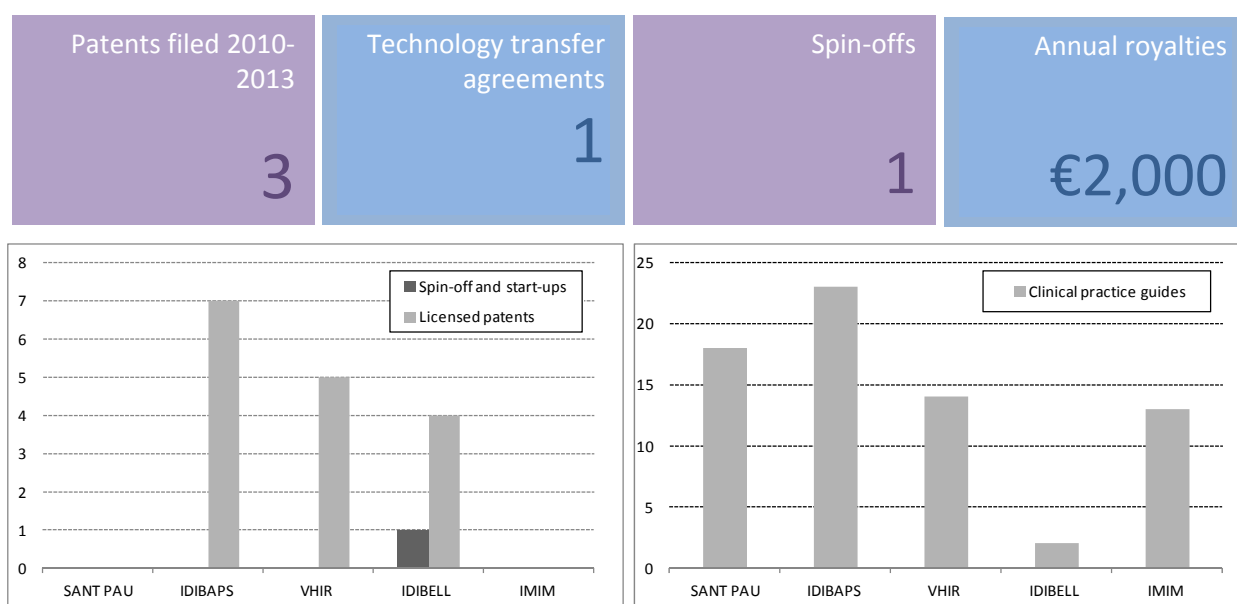 Patents filed 2010-
2013
3
Technology transfer
agreements
1
Spin-offs
1
Annual royalties
€2,000
8
7
6
5
4
3
2
1
0
Spin-off and start-ups
Licensed patents
SANT PAU IDIBAPS VHIR IDIBELL IMIM
25
20
15
10
5
0
Clinical practice guides
SANT PAU IDIBAPS VHIR IDIBELL IMIM